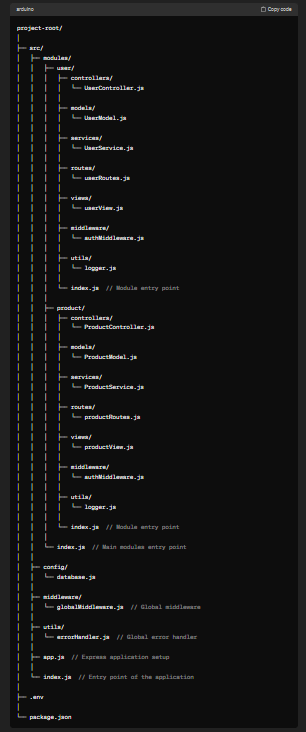 arduino
Copy code
project-root/
│
├── src/
│   ├── modules/
│   │   ├── user/
│   │   │   ├── controllers/
│   │   │   │   └── UserController.js
│   │   │   │
│   │   │   ├── models/
│   │   │   │   └── UserModel.js
│   │   │   │
│   │   │   ├── services/
│   │   │   │   └── UserService.js
│   │   │   │
│   │   │   ├── routes/
│   │   │   │   └── userRoutes.js
│   │   │   │
│   │   │   ├── views/
│   │   │   │   └── userView.js
│   │   │   │
│   │   │   ├── middleware/
│   │   │   │   └── authMiddleware.js
│   │   │   │
│   │   │   ├── utils/
│   │   │   │   └── logger.js
│   │   │   │
│   │   │   └── index.js  // Module entry point
│   │   │
│   │   ├── product/
│   │   │   ├── controllers/
│   │   │   │   └── ProductController.js
│   │   │   │
│   │   │   ├── models/
│   │   │   │   └── ProductModel.js
│   │   │   │
│   │   │   ├── services/
│   │   │   │   └── ProductService.js
│   │   │   │
│   │   │   ├── routes/
│   │   │   │   └── productRoutes.js
│   │   │   │
│   │   │   ├── views/
│   │   │   │   └── productView.js
│   │   │   │
│   │   │   ├── middleware/
│   │   │   │   └── authMiddleware.js
│   │   │   │
│   │   │   ├── utils/
│   │   │   │   └── logger.js
│   │   │   │
│   │   │   └── index.js  // Module entry point
│   │   │
│   │   └── index.js  // Main modules entry point
│   │
│   ├── config/
│   │   └── database.js
│   │
│   ├── middleware/
│   │   └── globalMiddleware.js  // Global middleware
│   │
│   ├── utils/
│   │   └── errorHandler.js  // Global error handler
│   │
│   ├── app.js  // Express application setup
│   │
│   └── index.js  // Entry point of the application
│
├── .env
│
└── package.json